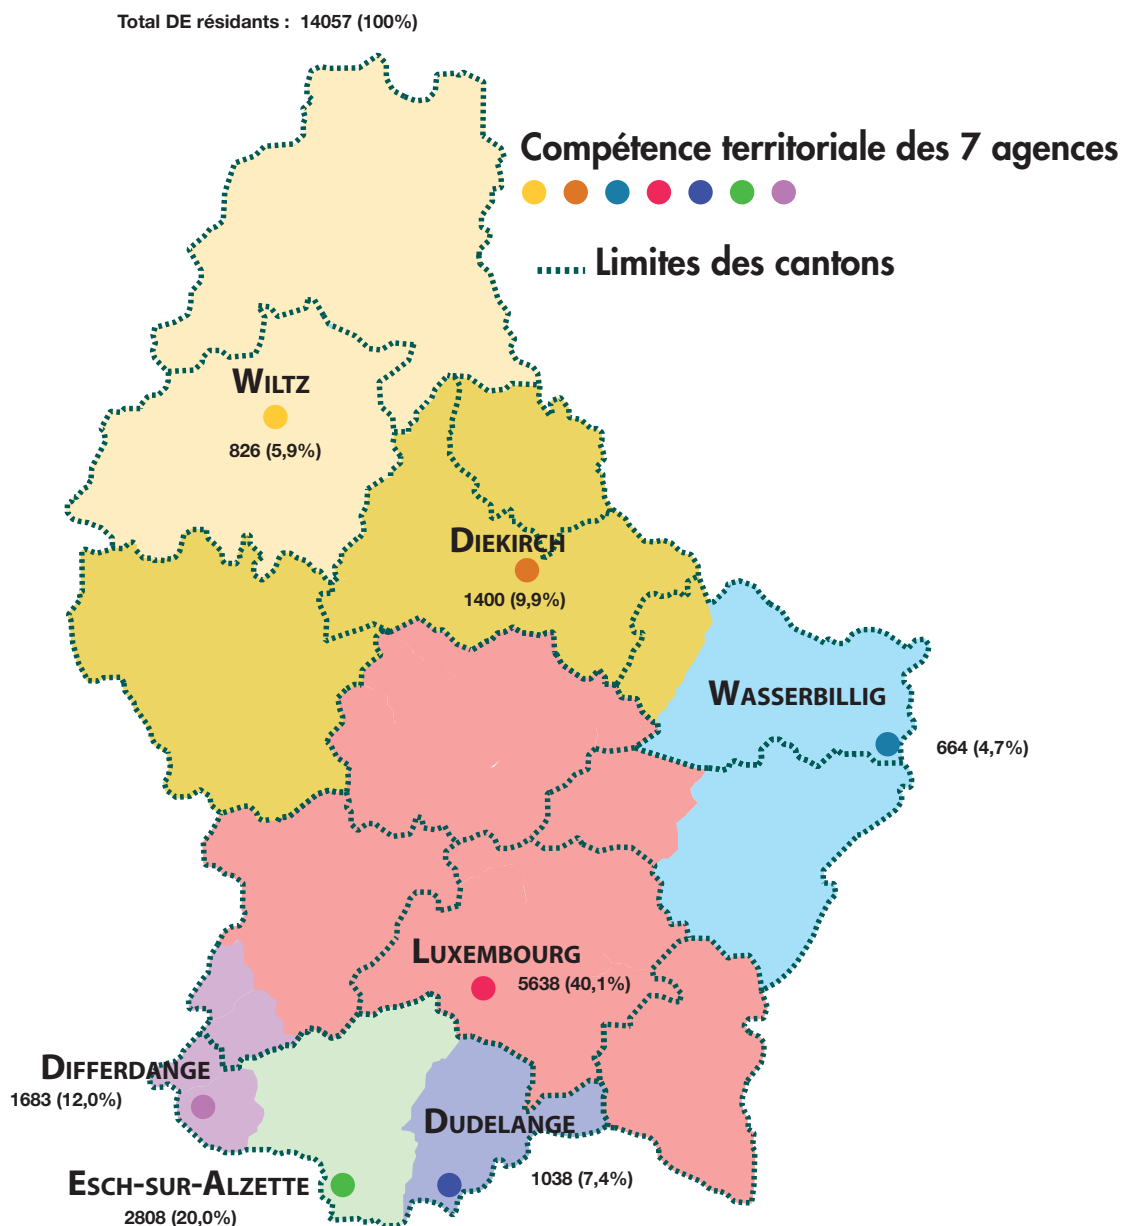 Total DE résidants : 14057 (100%)
Compétence territoriale des 7 agences
Limites des cantons
WILTZ
826 (5,9%)
DIEKIRCH
1400 (9,9%)
WASSERBILLIG
664 (4,7%)
LUXEMBOURG
5638 (40,1%)
DIFFERDANGE
1683 (12,0%)
DUDELANGE
1038 (7,4%)
ESCH-SUR-ALZETTE
2808 (20,0%)